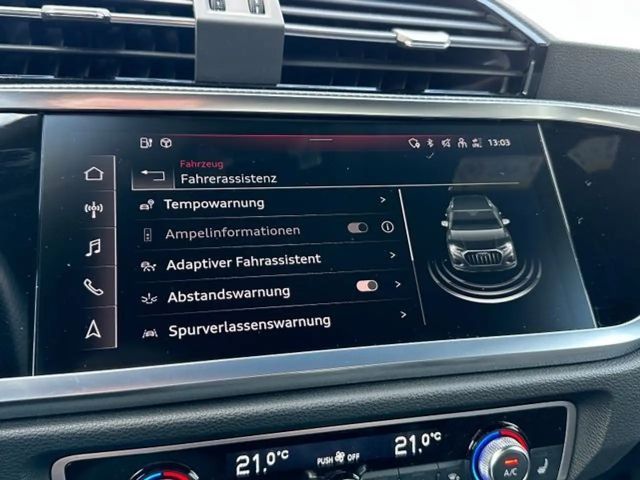 13:03
Fahrzeug
Fahrerassistenz
Tempowarnung
Ampelinformationen
Adaptiver Fahrassistent
Abstandswarnung
Spurverlassenswarnung
21,0°C
PUSH OFF
21,0°C
A/C